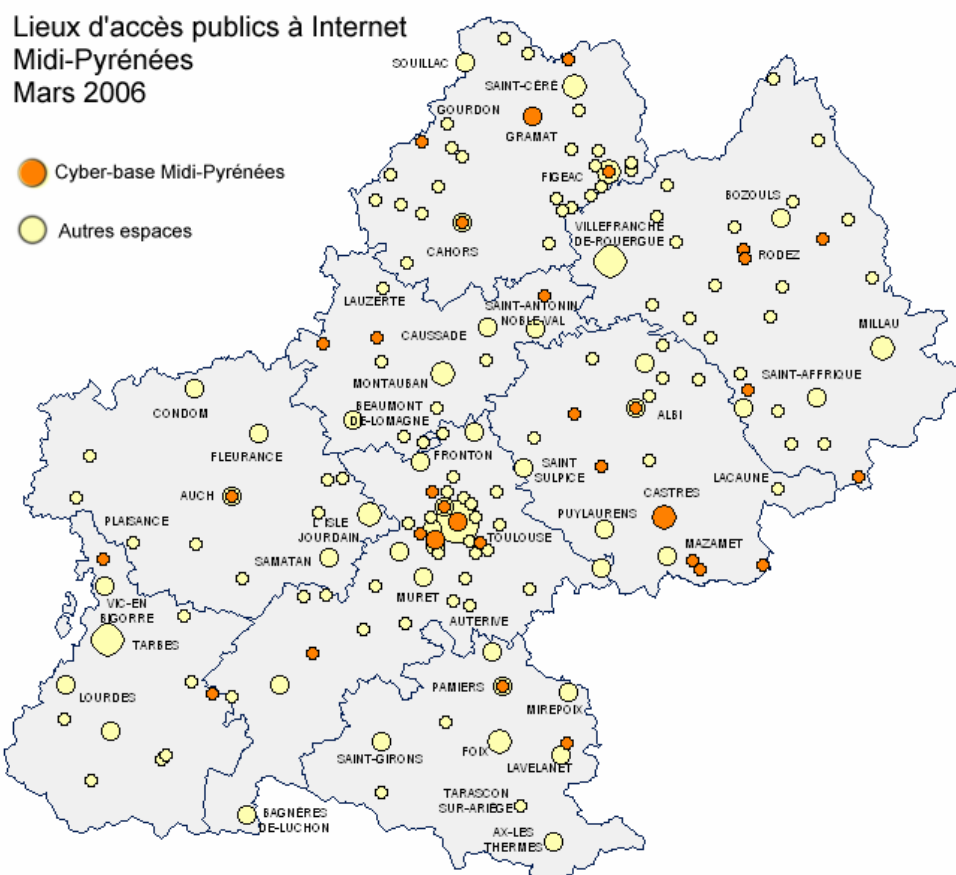 Lieux d'accès publics à Internet
Midi-Pyrénées
Mars 2006
Cyber-base Midi-Pyrénées
Autres espaces
SOUILLAC
SAINT-CÉRÉ
GOURDON
GRAMAT
FIGEAC
CAHORS
BOZOULS
VILLEFRANCHE
DE-ROUERGUE
RODEZ
LAUZERTE
SAINT-ANTONIN
NOBLE-VAL
CAUSSADE
MILLAU
MONTAUBAN
SAINT-AFFRIQUE
BEAUMONT
DE-LOMAGNE
CONDOM
ALBI
FLEURANCE
FRONTON
SAINT
SULPICE
LACAUNE
AUCH
CASTRES
PLAISANCE
L'ISLE
JOURDAIN
PUYLAURENS
TOULOUSE
MAZAMET
SAMATAN
MURET
VIC-EN
BIGORRE
AUTERIVE
TARBES
PAMIERS
LOURDES
MIREPOIX
SAINT-GIRONS
FOIX
LAVELANET
TARASCON
SUR-ARIÈGE
BAGNÈRES
DE-LUCHON
AX-LES
THERMES